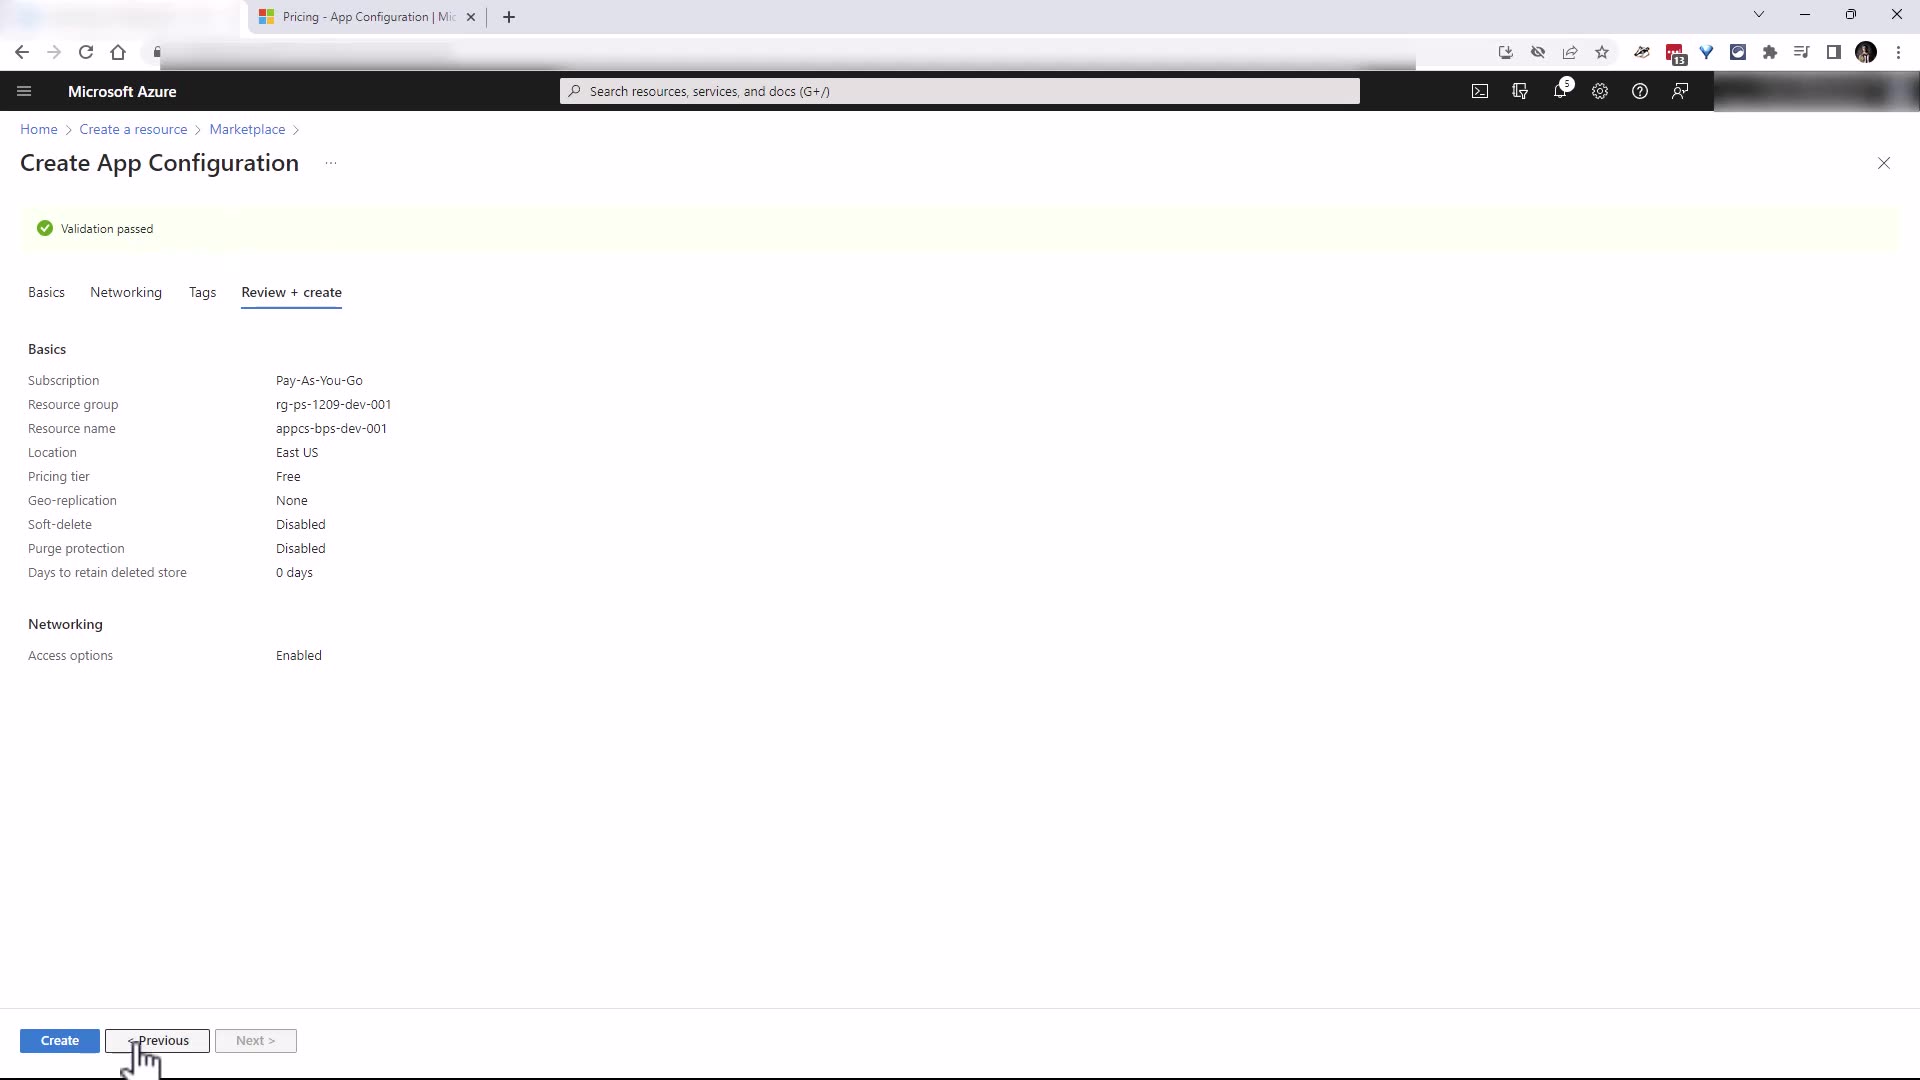 Pricing - App Configuration | Mic
13
Microsoft Azure
Search resources, services, and docs (G+/)
5
Home > Create a resource > Marketplace >
Create App Configuration ...
Validation passed
Basics
Networking
Tags
Review + create
Basics
Subscription Pay-As-You-Go
Resource group rg-ps-1209-dev-001
Resource name appcs-bps-dev-001
Location East US
Pricing tier Free
Geo-replication None
Soft-delete Disabled
Purge protection Disabled
Days to retain deleted store 0 days
Networking
Access options Enabled
Create
< Previous
Next >